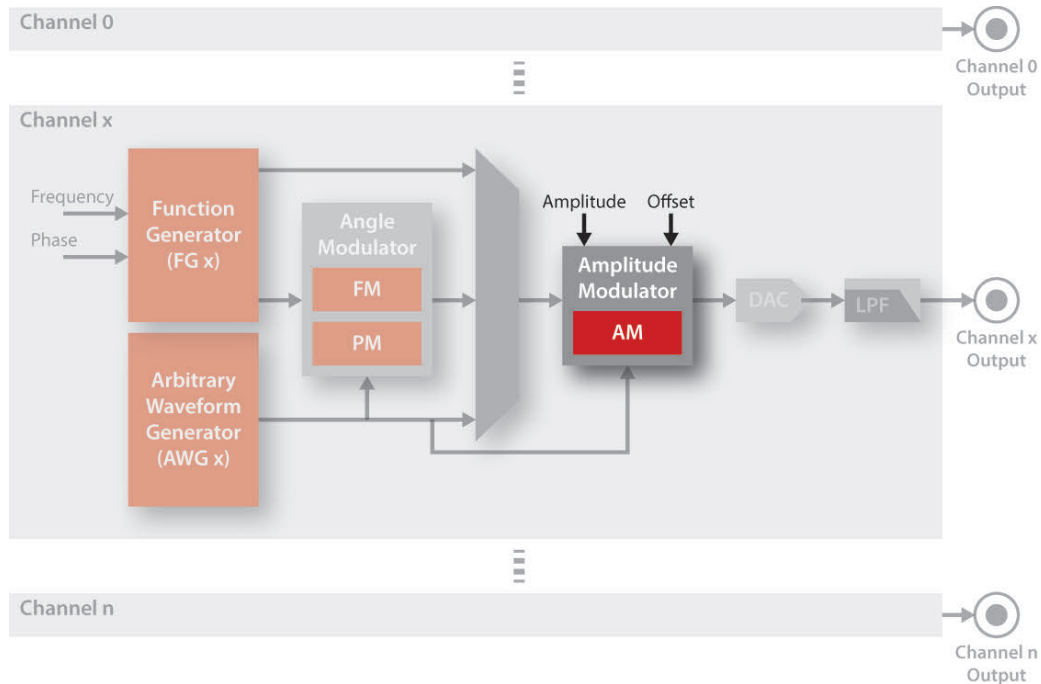 Channel 0
Channel 0
Output
Channel x
Frequency
Phase
Function
Generator
(FG x)
Angle
Modulator
FM
PM
Arbitrary
Waveform
Generator
(AWG x)
Amplitude
Offset
Amplitude
Modulator
AM
DAC
LPF
Channel x
Output
Channel n
Channel n
Output